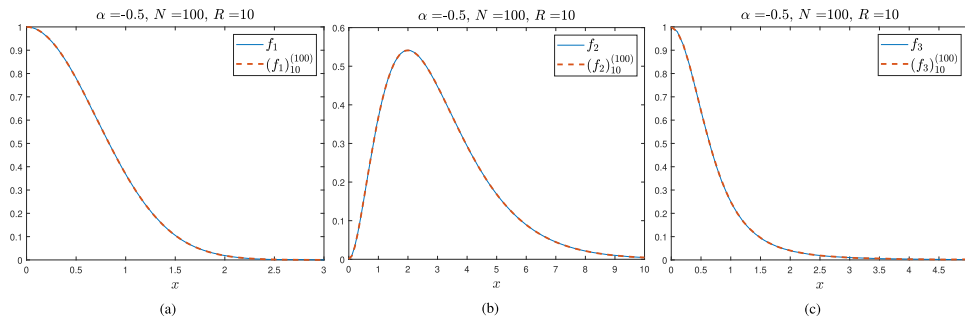 α=-0.5, N =100, R =10
1
0.9
0.8
0.7
0.6
0.5
0.4
0.3
0.2
0.1
0
0 0.5 1 1.5 2 2.5 3
x
f₁
(f₁)₁₀⁽¹⁰⁰⁾
(a)
α=-0.5, N =100, R =10
0.6
0.5
0.4
0.3
0.2
0.1
0
0 1 2 3 4 5 6 7 8 9 10
x
f₂
(f₂)₁₀⁽¹⁰⁰⁾
(b)
α=-0.5, N =100, R =10
1
0.9
0.8
0.7
0.6
0.5
0.4
0.3
0.2
0.1
0
0 0.5 1 1.5 2 2.5 3 3.5 4 4.5
x
f₃
(f₃)₁₀⁽¹⁰⁰⁾
(c)